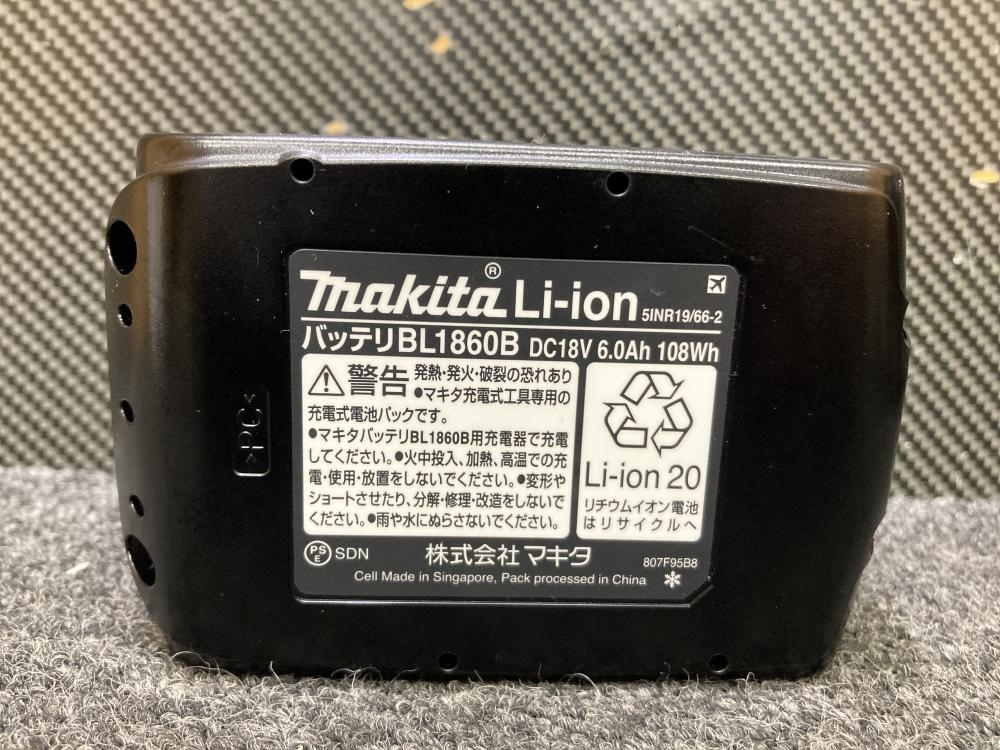 makita® Li-ion 5INR19/66-2
バッテリBL1860B DC18V 6.0Ah 108Wh
警告 発熱・発火・破裂の恐れあり
●マキタ充電式工具専用の
充電式電池パックです。
●マキタバッテリBL1860B用充電器で充電
してください。●火中投入、加熱、高温での充
電・使用・放置をしないでください。●変形や
ショートさせたり、分解・修理・改造をしないで
ください。●雨や水にぬらさないでください。
Li-ion 20
リチウムイオン電池
はリサイクルへ
PSE SDN 株式会社マキタ 807F95B8
Cell Made in Singapore, Pack processed in China
>PC<